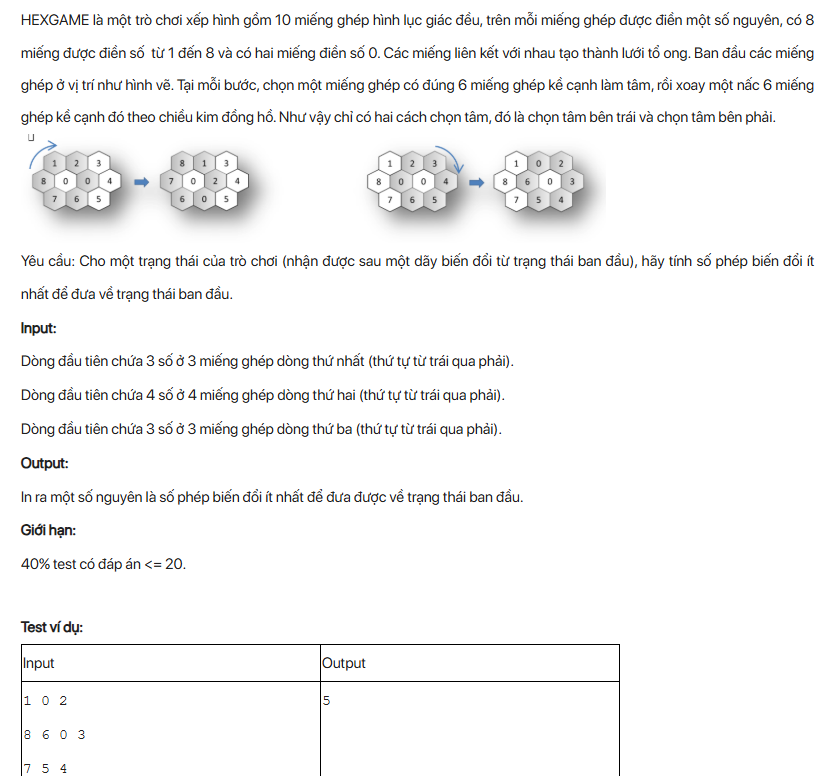 HEXGAME là một trò chơi xếp hình gồm 10 miếng ghép hình lục giác đều, trên mỗi miếng ghép được điền một số nguyên, có 8
miếng được điền số từ 1 đến 8 và có hai miếng điền số 0. Các miếng liên kết với nhau tạo thành lưới tổ ong. Ban đầu các miếng
ghép ở vị trí như hình vẽ. Tại mỗi bước, chọn một miếng ghép có đúng 6 miếng ghép kề cạnh làm tâm, rồi xoay một nấc 6 miếng
ghép kề cạnh đó theo chiều kim đồng hồ. Như vậy chỉ có hai cách chọn tâm, đó là chọn tâm bên trái và chọn tâm bên phải.
1 2 3 8 1 3 1 2 3 1 0 2
8 0 0 4 7 0 2 4 8 0 0 4 8 6 0 3
7 6 5 6 0 5 7 6 5 7 5 4
Yêu cầu: Cho một trạng thái của trò chơi (nhận được sau một dãy biến đổi từ trạng thái ban đầu), hãy tính số phép biến đổi ít
nhất để đưa về trạng thái ban đầu.
Input:
Dòng đầu tiên chứa 3 số ở 3 miếng ghép dòng thứ nhất (thứ tự từ trái qua phải).
Dòng đầu tiên chứa 4 số ở 4 miếng ghép dòng thứ hai (thứ tự từ trái qua phải).
Dòng đầu tiên chứa 3 số ở 3 miếng ghép dòng thứ ba (thứ tự từ trái qua phải).
Output:
In ra một số nguyên là số phép biến đổi ít nhất để đưa được về trạng thái ban đầu.
Giới hạn:
40% test có đáp án <= 20.
Test ví dụ:
Input Output
1 0 2 5
8 6 0 3
7 5 4